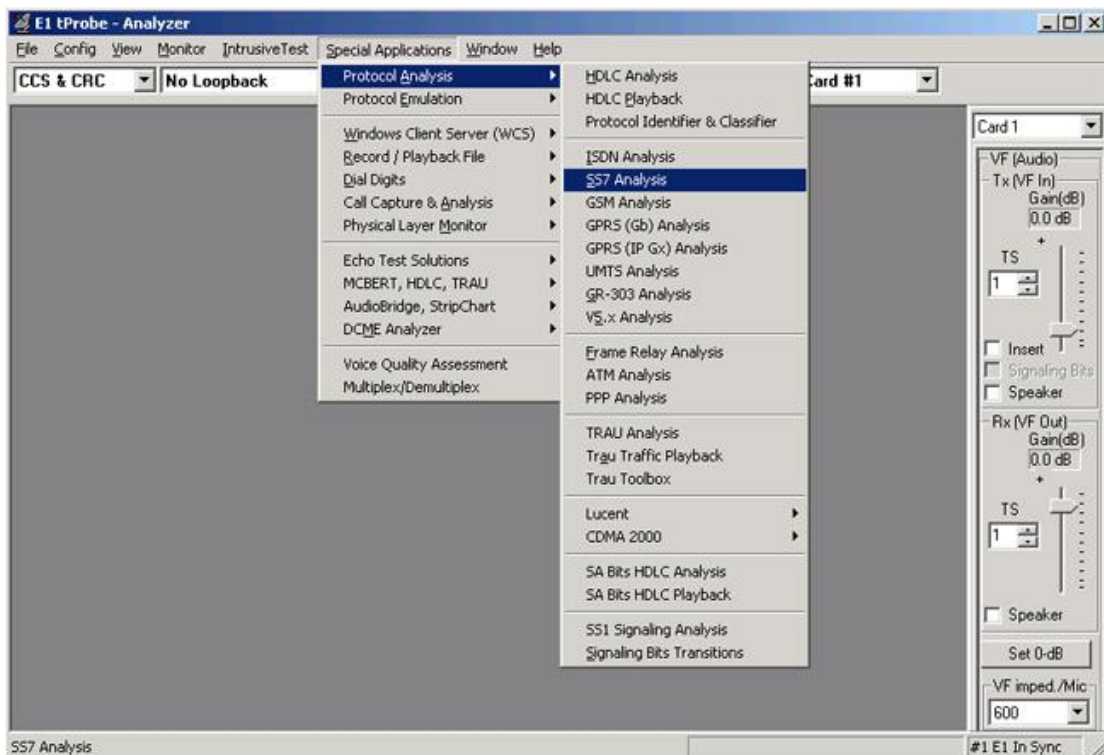 E1 tProbe - Analyzer
File Config View Monitor IntrusiveTest Special Applications Window Help
CCS & CRC No Loopback Card #1
Protocol Analysis
Protocol Emulation
Windows Client Server (WCS)
Record / Playback File
Dial Digits
Call Capture & Analysis
Physical Layer Monitor
Echo Test Solutions
MCBERT, HDLC, TRAU
AudioBridge, StripChart
DCME Analyzer
Voice Quality Assessment
Multiplex/Demultiplex
HDLC Analysis
HDLC Playback
Protocol Identifier & Classifier
ISDN Analysis
SS7 Analysis
GSM Analysis
GPRS (Gb) Analysis
GPRS (IP Gx) Analysis
UMTS Analysis
GR-303 Analysis
V5.x Analysis
Frame Relay Analysis
ATM Analysis
PPP Analysis
TRAU Analysis
Trau Traffic Playback
Trau Toolbox
Lucent
CDMA 2000
SA Bits HDLC Analysis
SA Bits HDLC Playback
SS1 Signaling Analysis
Signaling Bits Transitions
Card 1
VF (Audio)
Tx (VF In)
Gain(dB)
0.0 dB
+
TS
1
-
Insert
Signaling Bits
Speaker
Rx (VF Out)
Gain(dB)
0.0 dB
+
TS
1
-
Speaker
Set 0-dB
VF imped./Mic
600
SS7 Analysis
#1 E1 In Sync